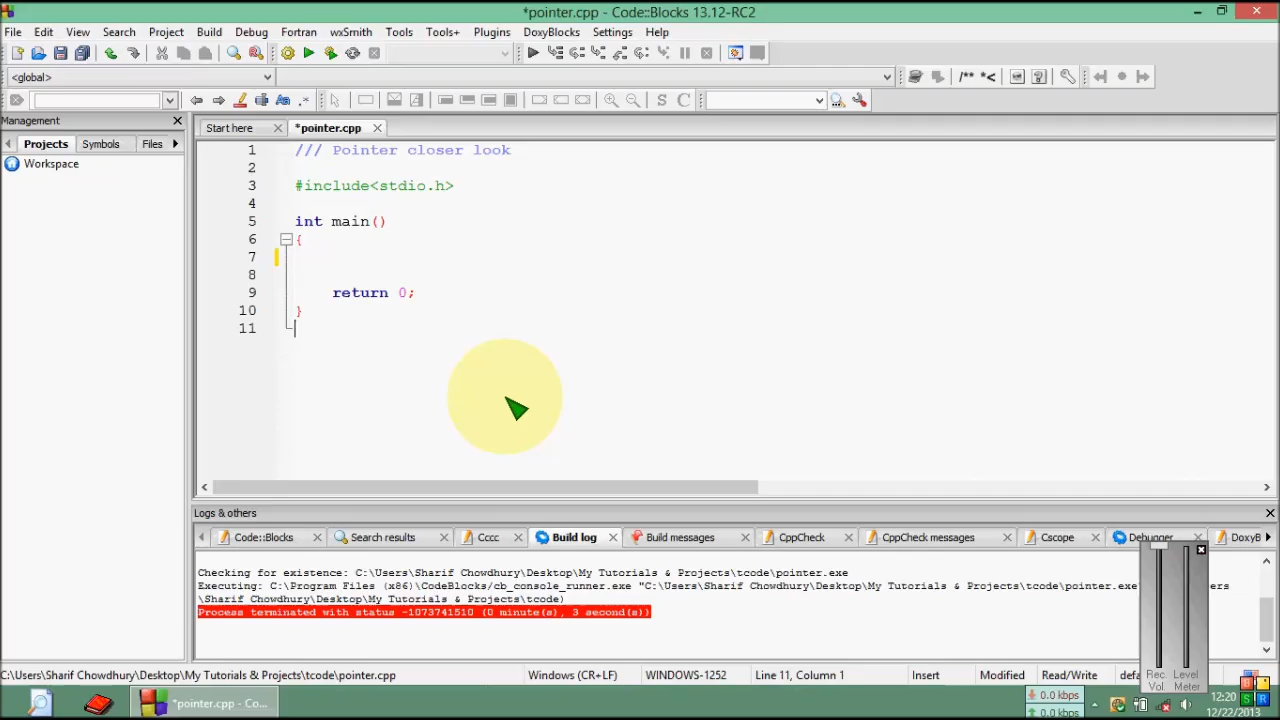 *pointer.cpp - Code::Blocks 13.12-RC2
File Edit View Search Project Build Debug Fortran wxSmith Tools Tools+ Plugins DoxyBlocks Settings Help
<global>
/** *<
Management
Start here *pointer.cpp
Projects Symbols Files
Workspace
1 /// Pointer closer look
2
3 #include<stdio.h>
4
5 int main()
6 {
7
8
9 return 0;
10 }
11
Logs & others
Code::Blocks Search results Cccc Build log Build messages CppCheck CppCheck messages Cscope Debugger DoxyB
Checking for existence: C:\Users\Sharif Chowdhury\Desktop\My Tutorials & Projects\tcode\pointer.exe
Executing: C:\Program Files (x86)\CodeBlocks/cb_console_runner.exe "C:\Users\Sharif Chowdhury\Desktop\My Tutorials & Projects\tcode\pointer.exe ers
\Sharif Chowdhury\Desktop\My Tutorials & Projects\tcode)
Process terminated with status -1073741510 (0 minute(s), 3 second(s))
Rec. Vol Level Meter
C:\Users\Sharif Chowdhury\Desktop\My Tutorials & Projects\tcode\pointer.cpp Windows (CR+LF) WINDOWS-1252 Line 11, Column 1 Insert Modified Read/Write defa
*pointer.cpp - Co...
0.0 kbps
0.0 kbps
12:20
12/22/2013
S R